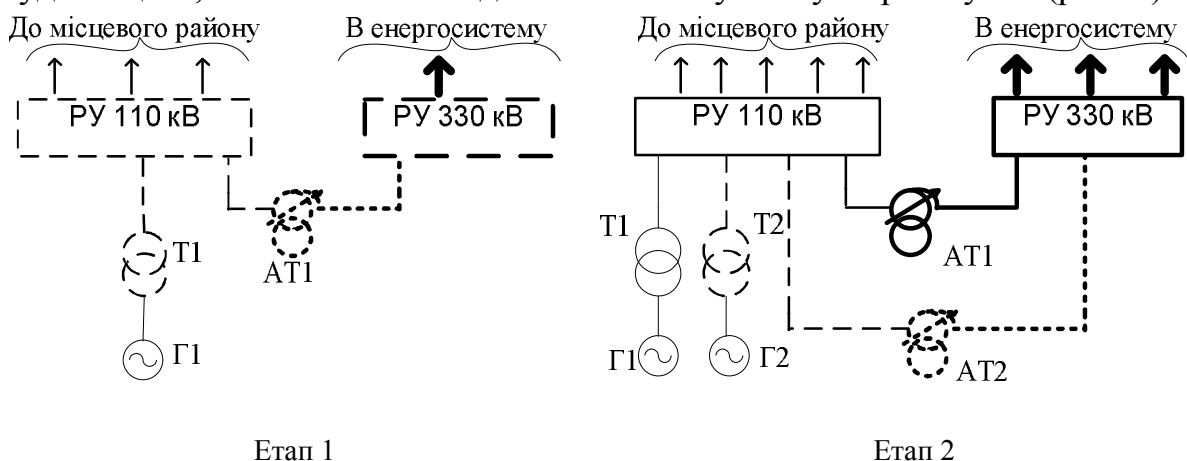 До місцевого району
В енергосистему
РУ 110 кВ
РУ 330 кВ
Т1
АТ1
Г1
Етап 1
До місцевого району
В енергосистему
РУ 110 кВ
РУ 330 кВ
Т1
Т2
АТ1
Г1
Г2
АТ2
Етап 2